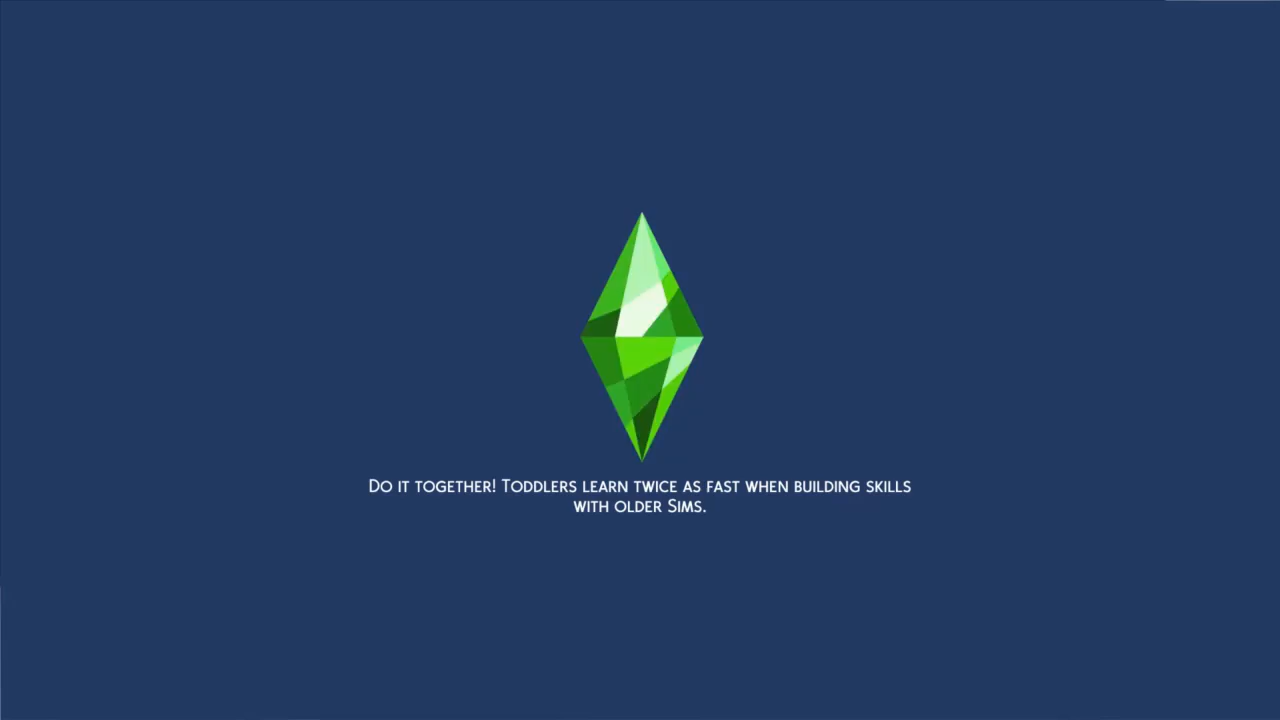 Do it together! Toddlers learn twice as fast when building skills
with older Sims.